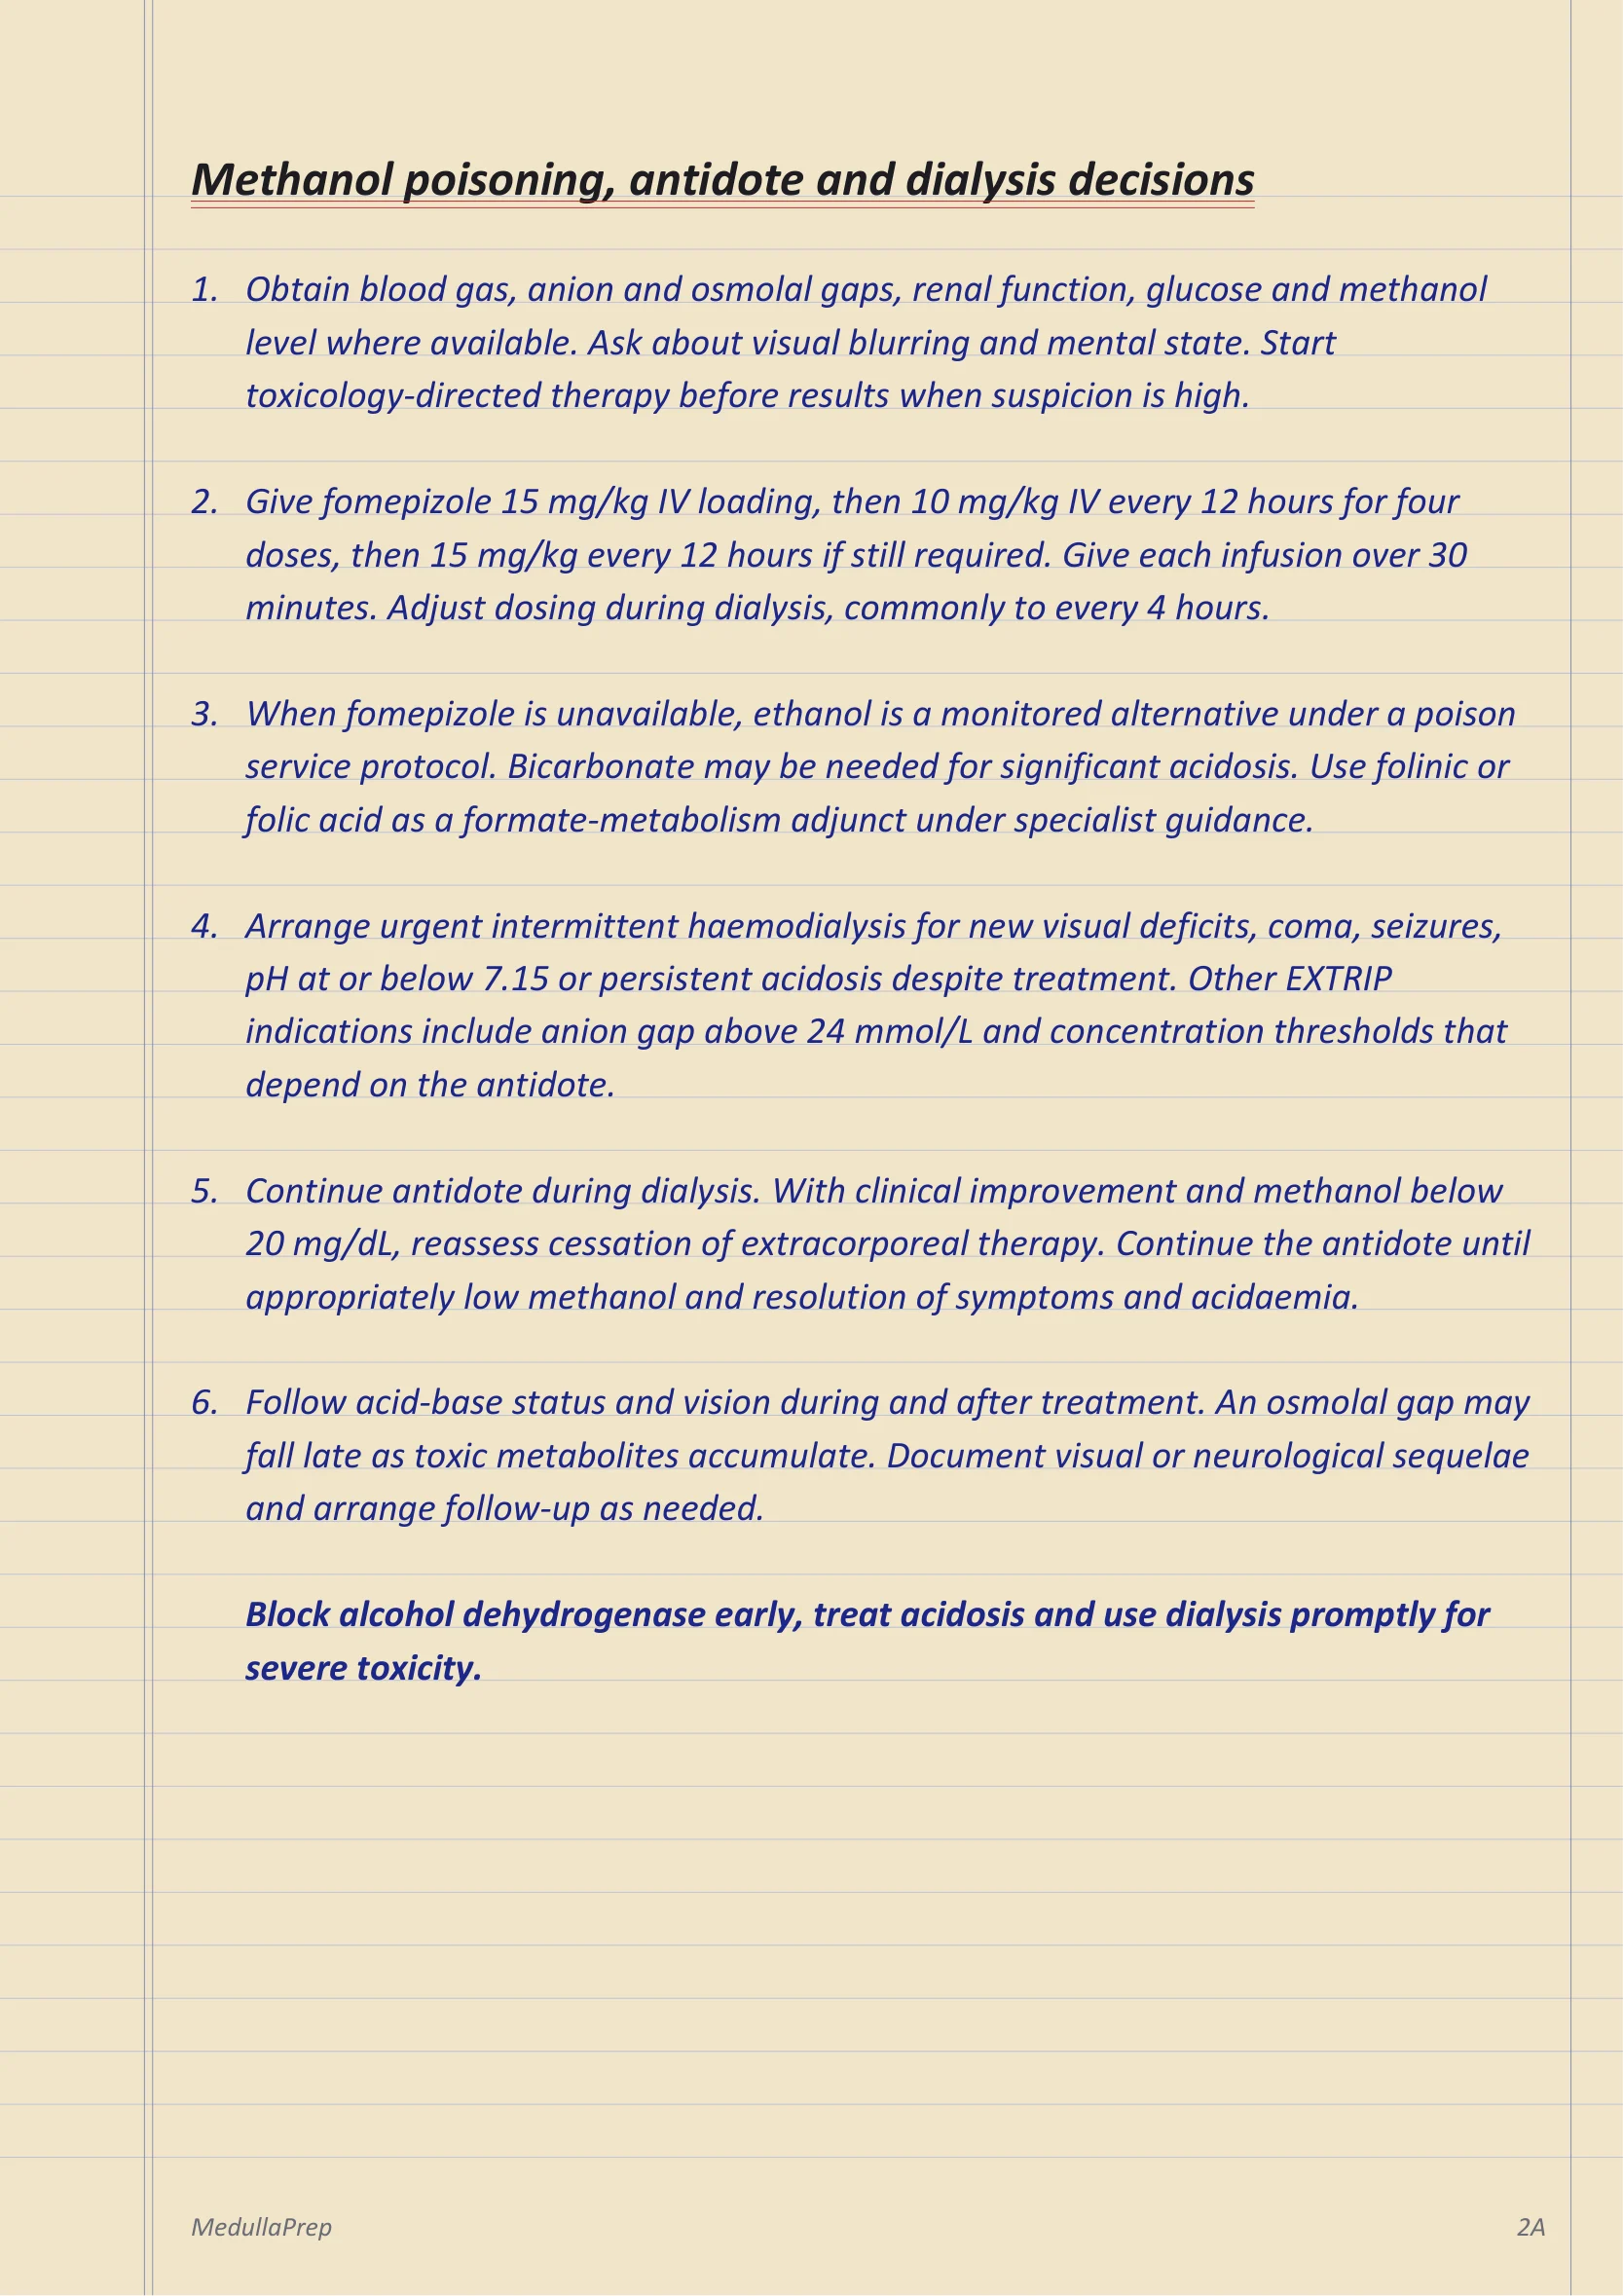 Methanol poisoning, antidote and dialysis decisions
1. Obtain blood gas, anion and osmolal gaps, renal function, glucose and methanol
level where available. Ask about visual blurring and mental state. Start
toxicology-directed therapy before results when suspicion is high.
2. Give fomepizole 15 mg/kg IV loading, then 10 mg/kg IV every 12 hours for four
doses, then 15 mg/kg every 12 hours if still required. Give each infusion over 30
minutes. Adjust dosing during dialysis, commonly to every 4 hours.
3. When fomepizole is unavailable, ethanol is a monitored alternative under a poison
service protocol. Bicarbonate may be needed for significant acidosis. Use folinic or
folic acid as a formate-metabolism adjunct under specialist guidance.
4. Arrange urgent intermittent haemodialysis for new visual deficits, coma, seizures,
pH at or below 7.15 or persistent acidosis despite treatment. Other EXTRIP
indications include anion gap above 24 mmol/L and concentration thresholds that
depend on the antidote.
5. Continue antidote during dialysis. With clinical improvement and methanol below
20 mg/dL, reassess cessation of extracorporeal therapy. Continue the antidote until
appropriately low methanol and resolution of symptoms and acidaemia.
6. Follow acid-base status and vision during and after treatment. An osmolal gap may
fall late as toxic metabolites accumulate. Document visual or neurological sequelae
and arrange follow-up as needed.
Block alcohol dehydrogenase early, treat acidosis and use dialysis promptly for
severe toxicity.
MedullaPrep
2A